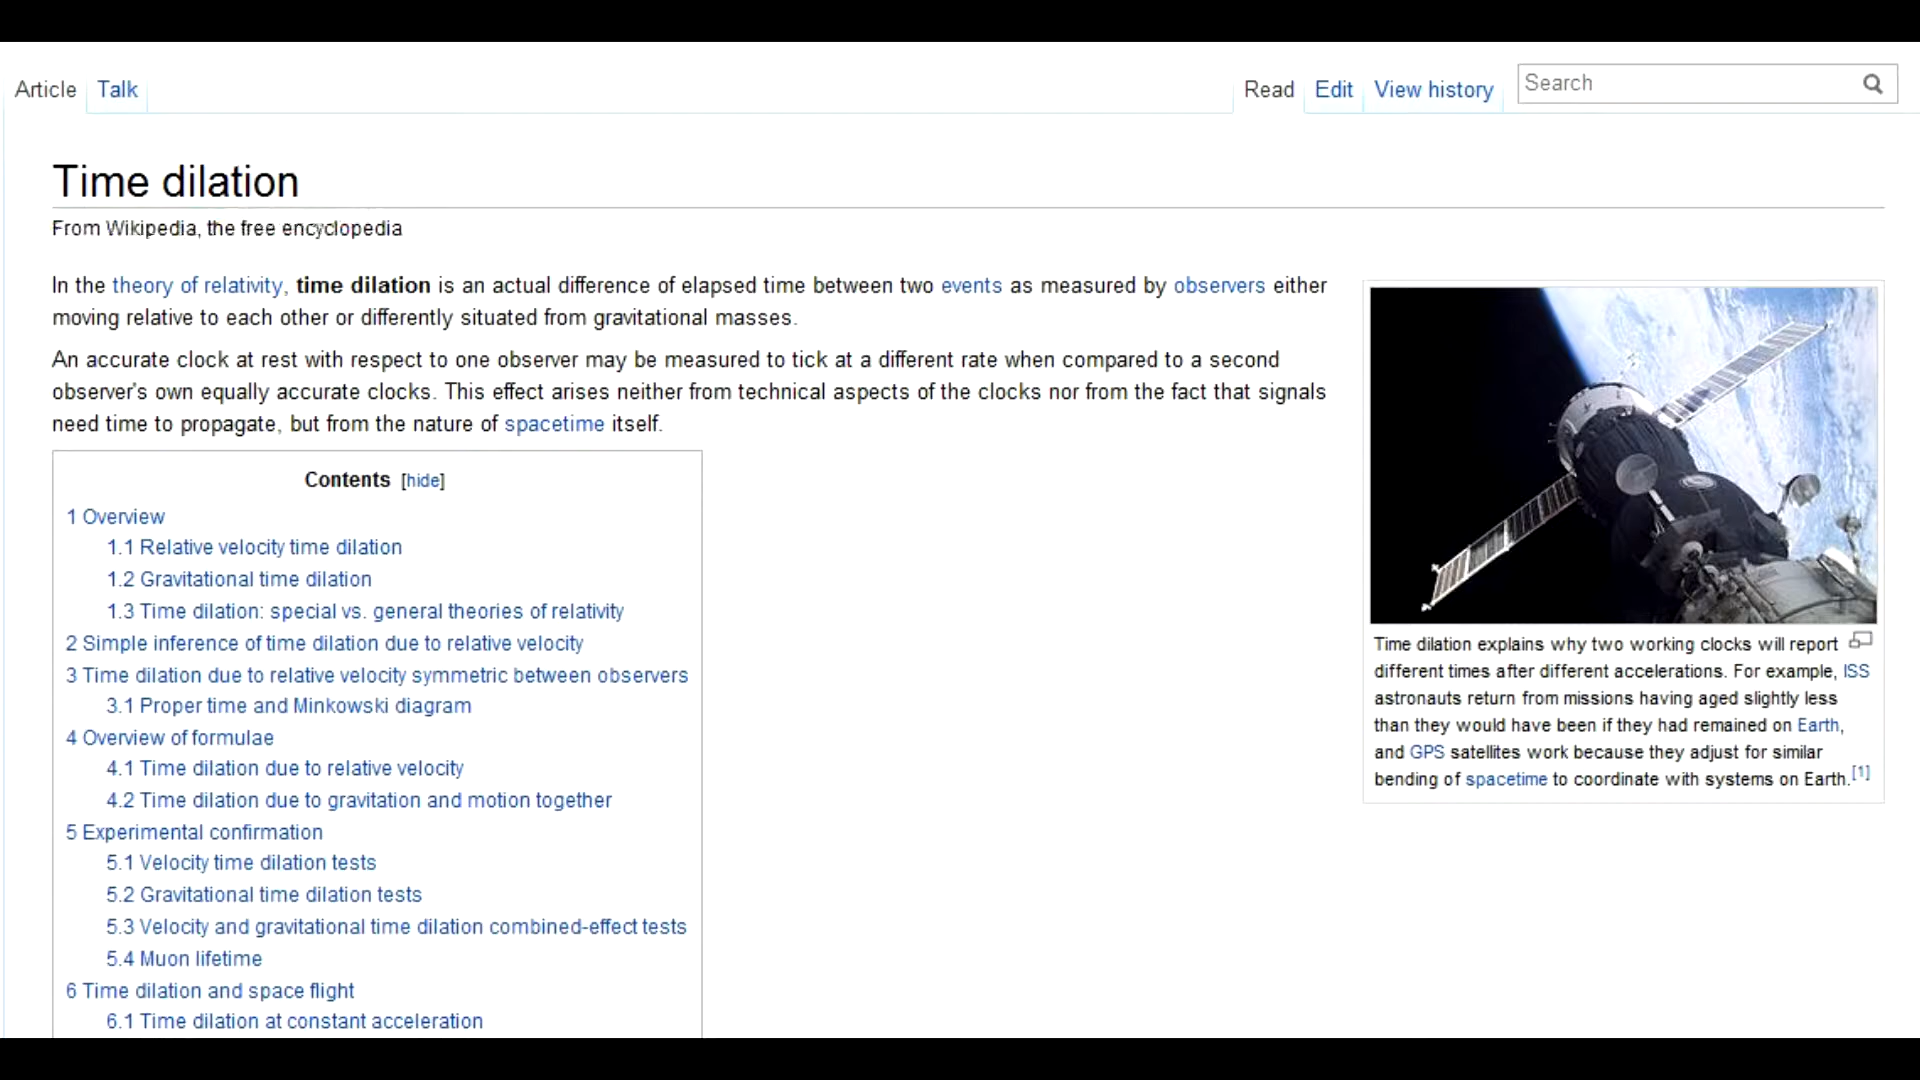 Article Talk Read Edit View history Search
Time dilation
From Wikipedia, the free encyclopedia
In the theory of relativity, time dilation is an actual difference of elapsed time between two events as measured by observers either
moving relative to each other or differently situated from gravitational masses.
An accurate clock at rest with respect to one observer may be measured to tick at a different rate when compared to a second
observer's own equally accurate clocks. This effect arises neither from technical aspects of the clocks nor from the fact that signals
need time to propagate, but from the nature of spacetime itself.
Contents [hide]
1 Overview
1.1 Relative velocity time dilation
1.2 Gravitational time dilation
1.3 Time dilation: special vs. general theories of relativity
2 Simple inference of time dilation due to relative velocity
3 Time dilation due to relative velocity symmetric between observers
3.1 Proper time and Minkowski diagram
4 Overview of formulae
4.1 Time dilation due to relative velocity
4.2 Time dilation due to gravitation and motion together
5 Experimental confirmation
5.1 Velocity time dilation tests
5.2 Gravitational time dilation tests
5.3 Velocity and gravitational time dilation combined-effect tests
5.4 Muon lifetime
6 Time dilation and space flight
6.1 Time dilation at constant acceleration
Time dilation explains why two working clocks will report
different times after different accelerations. For example, ISS
astronauts return from missions having aged slightly less
than they would have been if they had remained on Earth,
and GPS satellites work because they adjust for similar
bending of spacetime to coordinate with systems on Earth.[1]